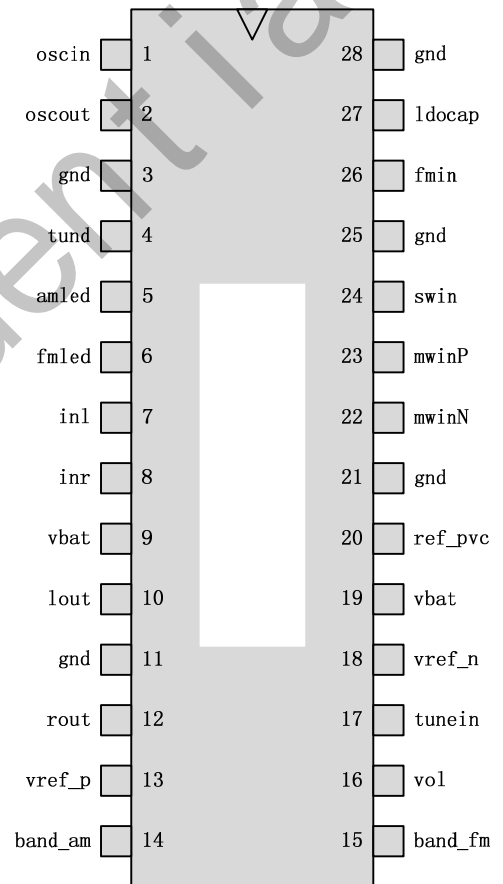 oscin 1 28 gnd
oscout 2 27 ldocap
gnd 3 26 fmin
tund 4 25 gnd
amled 5 24 swin
fmled 6 23 mwinP
inl 7 22 mwinN
inr 8 21 gnd
vbat 9 20 ref_pvc
lout 10 19 vbat
gnd 11 18 vref_n
rout 12 17 tunein
vref_p 13 16 vol
band_am 14 15 band_fm